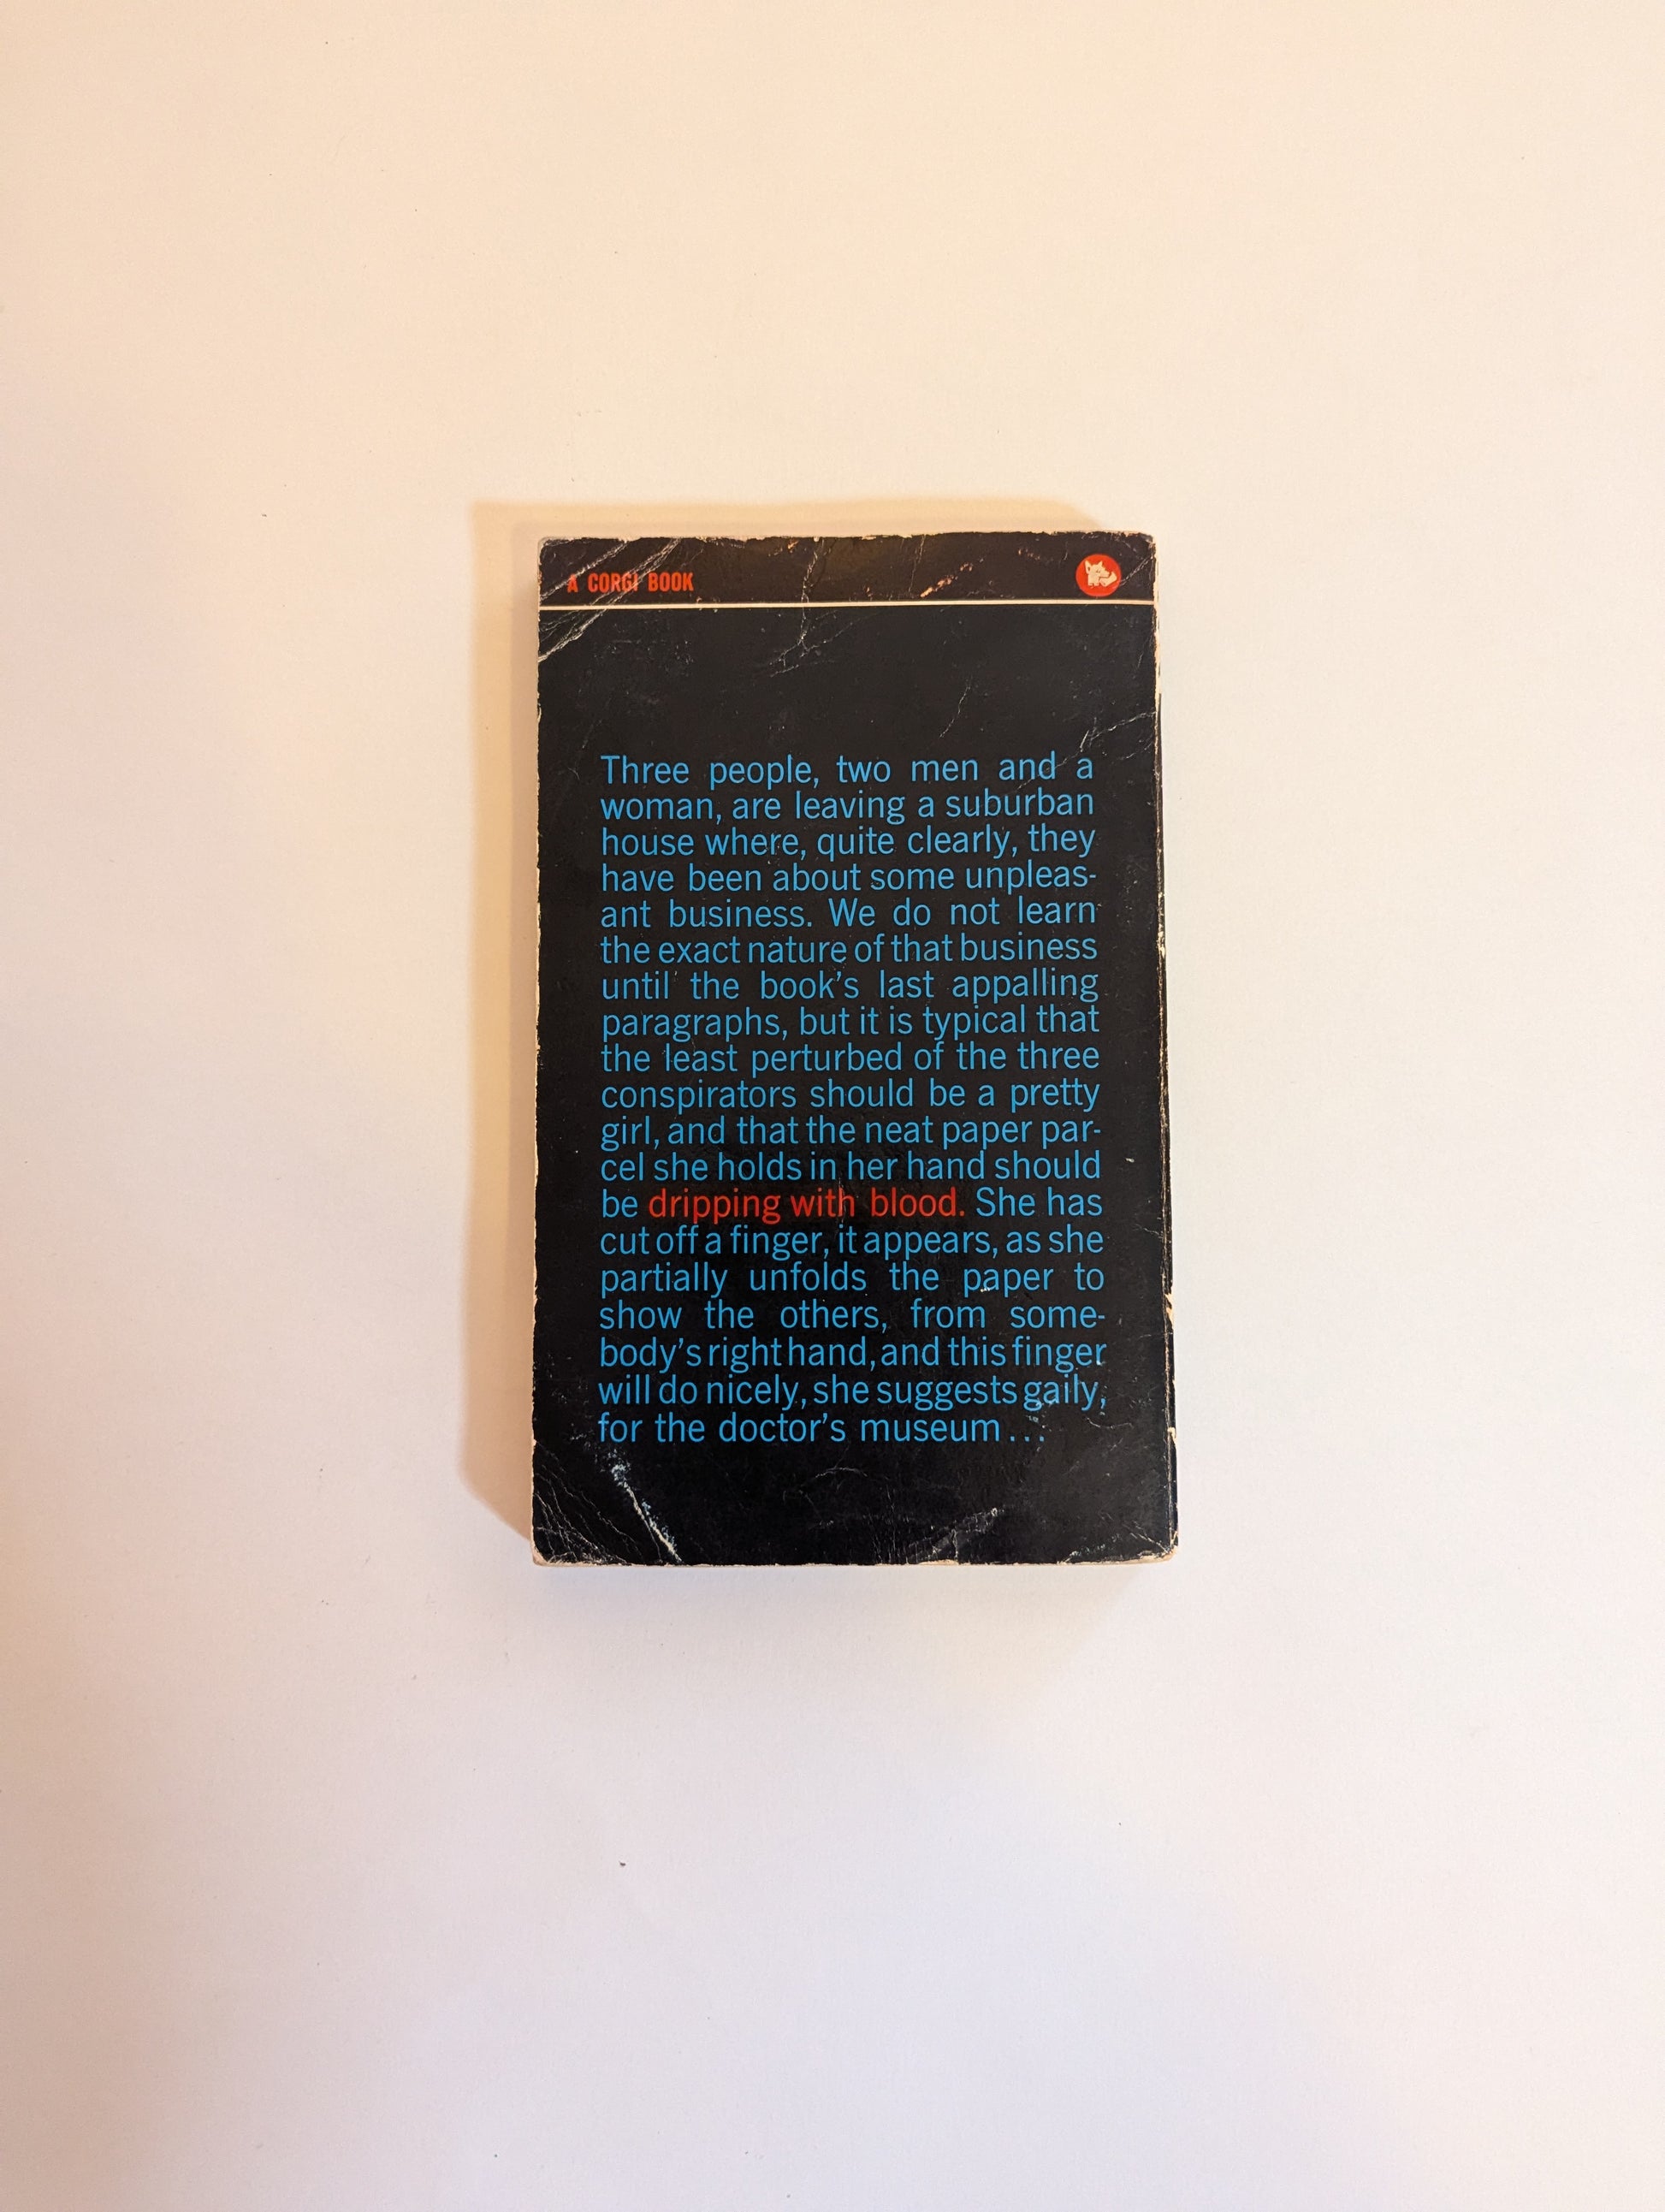 A CORGI BOOK
Three people, two men and a
woman, are leaving a suburban
house where, quite clearly, they
have been about some unpleas-
ant business. We do not learn
the exact nature of that business
until the book's last appalling
paragraphs, but it is typical that
the least perturbed of the three
conspirators should be a pretty
girl, and that the neat paper par-
cel she holds in her hand should
be dripping with blood. She has
cut off a finger, it appears, as she
partially unfolds the paper to
show the others, from some-
body's right hand, and this finger
will do nicely, she suggests gaily,
for the doctor's museum ...